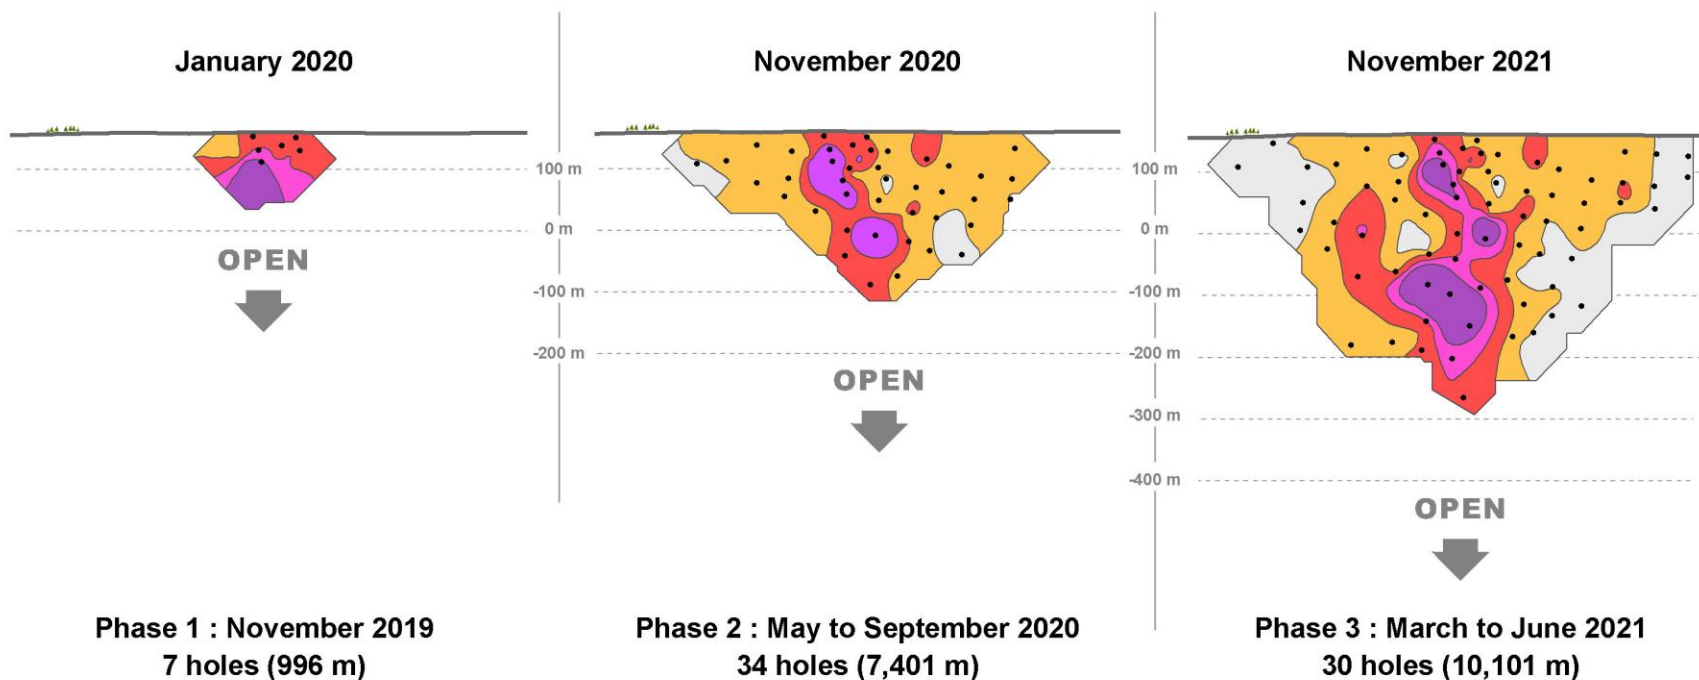 January 2020
November 2020
November 2021
100 m
0 m
-100 m
-200 m
100 m
0 m
-100 m
-200 m
-300 m
-400 m
OPEN
OPEN
OPEN
Phase 1 : November 2019
7 holes (996 m)
Phase 2 : May to September 2020
34 holes (7,401 m)
Phase 3 : March to June 2021
30 holes (10,101 m)